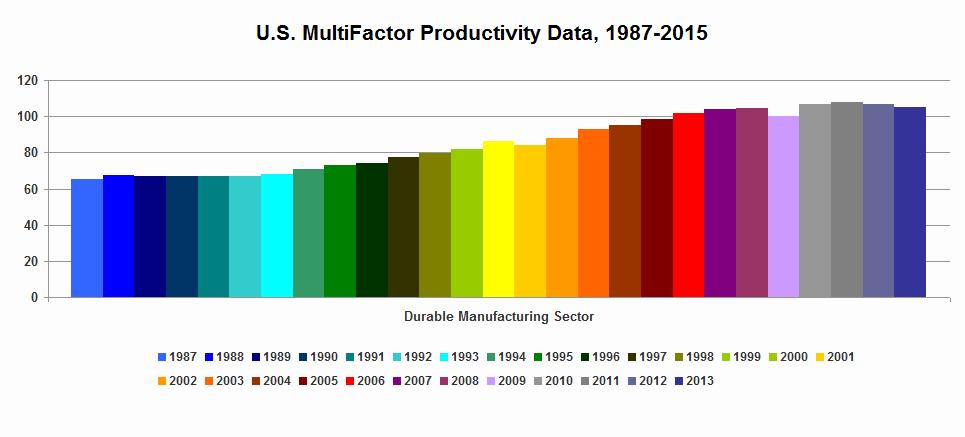 U.S. MultiFactor Productivity Data, 1987-2015
120
100
80
60
40
20
0
Durable Manufacturing Sector
1987 1988 1989 1990 1991 1992 1993 1994 1995 1996 1997 1998 1999 2000 2001
2002 2003 2004 2005 2006 2007 2008 2009 2010 2011 2012 2013